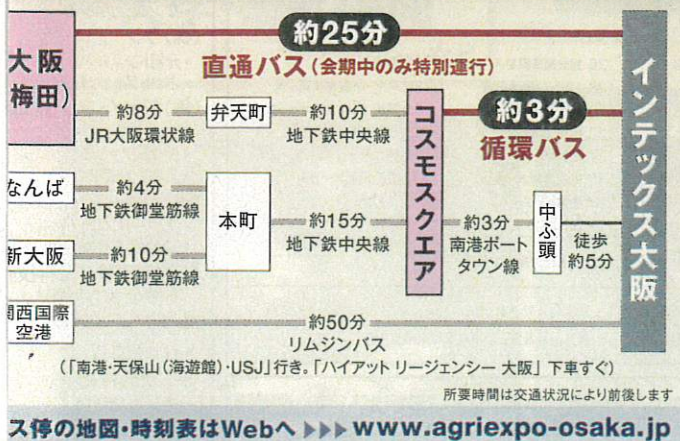 約25分
大阪
梅田)
直通バス(会期中のみ特別運行)
約8分
JR大阪環状線
弁天町
約10分
地下鉄中央線
コスモスクエア
約3分
循環バス
インテックス大阪
なんば
約4分
地下鉄御堂筋線
本町
約15分
地下鉄中央線
約3分
南港ポート
タウン線
中ふ頭
徒歩
約5分
新大阪
約10分
地下鉄御堂筋線
関西国際
空港
約50分
リムジンバス
(「南港・天保山(海遊館)・USJ」行き。「ハイアット リージェンシー 大阪」下車すぐ)
所要時間は交通状況により前後します
ス停の地図・時刻表はWebへ ▶▶▶ www.agriexpo-osaka.jp